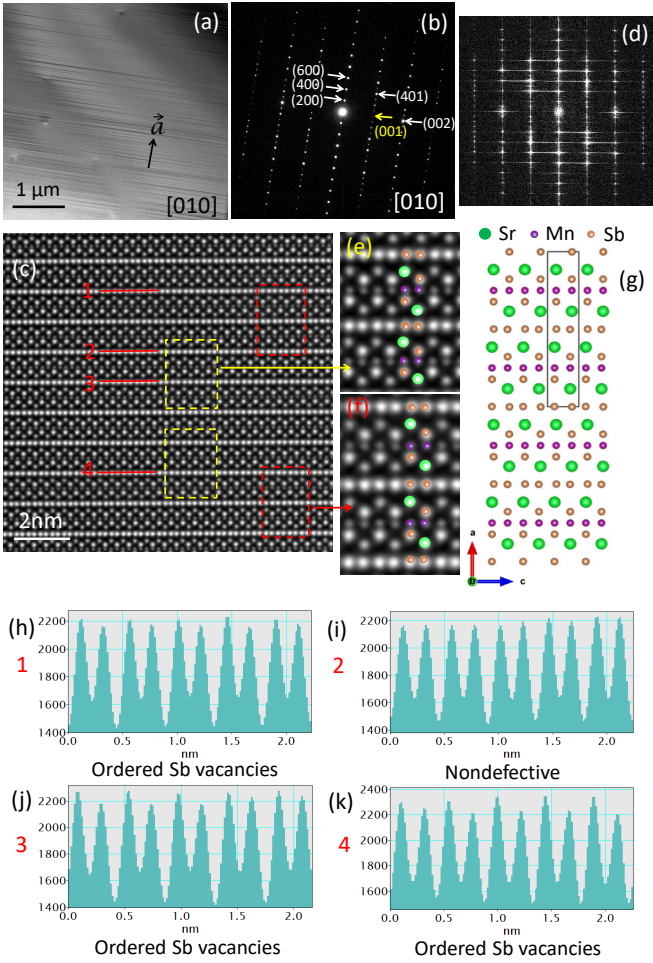 (a)
a
1 μm
[010]
(b)
(600)
(400)
(200)
(401)
(001)
(002)
[010]
(d)
(c)
1
2
3
4
2nm
(e)
(f)
Sr Mn Sb
(g)
a
b
c
(h)
1
2200
2000
1800
1600
1400
0.0 0.5 1.0 1.5 2.0
nm
Ordered Sb vacancies
(i)
2
2200
2000
1800
1600
1400
0.0 0.5 1.0 1.5 2.0
nm
Nondefective
(j)
3
2200
2000
1800
1600
1400
0.0 0.5 1.0 1.5 2.0
nm
Ordered Sb vacancies
(k)
4
2400
2200
2000
1800
1600
0.0 0.5 1.0 1.5 2.0
nm
Ordered Sb vacancies